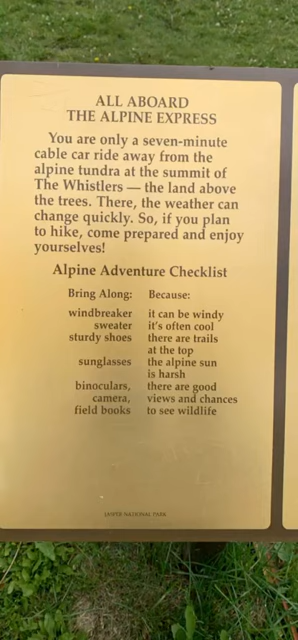 ALL ABOARD
THE ALPINE EXPRESS
You are only a seven-minute
cable car ride away from the
alpine tundra at the summit of
The Whistlers — the land above
the trees. There, the weather can
change quickly. So, if you plan
to hike, come prepared and enjoy
yourselves!
Alpine Adventure Checklist
Bring Along: Because:
windbreaker it can be windy
sweater it's often cool
sturdy shoes there are trails
at the top
sunglasses the alpine sun
is harsh
binoculars, there are good
camera, views and chances
field books to see wildlife
JASPER NATIONAL PARK